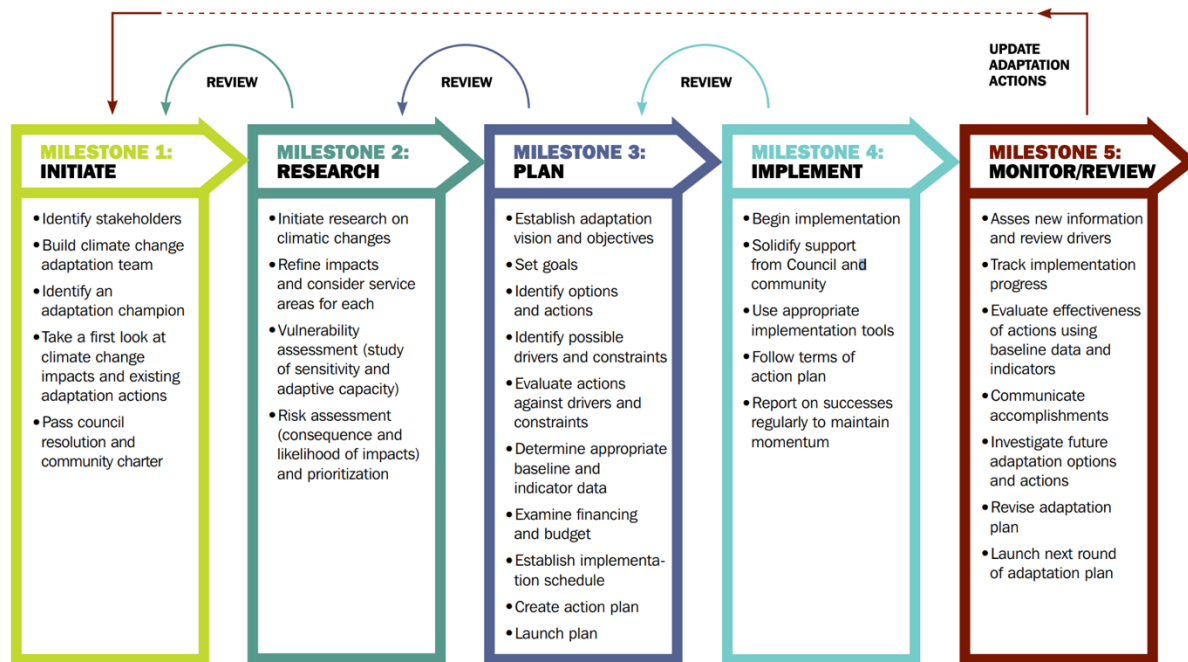 UPDATE
ADAPTATION
ACTIONS
REVIEW
REVIEW
REVIEW
MILESTONE 1:
INITIATE
• Identify stakeholders
• Build climate change
adaptation team
• Identify an
adaptation champion
• Take a first look at
climate change
impacts and existing
adaptation actions
• Pass council
resolution and
community charter
MILESTONE 2:
RESEARCH
• Initiate research on
climatic changes
• Refine impacts
and consider service
areas for each
• Vulnerability
assessment (study
of sensitivity and
adaptive capacity)
• Risk assessment
(consequence and
likelihood of impacts)
and prioritization
MILESTONE 3:
PLAN
• Establish adaptation
vision and objectives
• Set goals
• Identify options
and actions
• Identify possible
drivers and constraints
• Evaluate actions
against drivers and
constraints
• Determine appropriate
baseline and
indicator data
• Examine financing
and budget
• Establish implementa-
tion schedule
• Create action plan
• Launch plan
MILESTONE 4:
IMPLEMENT
• Begin implementation
• Solidify support
from Council and
community
• Use appropriate
implementation tools
• Follow terms of
action plan
• Report on successes
regularly to maintain
momentum
MILESTONE 5:
MONITOR/REVIEW
• Asses new information
and review drivers
• Track implementation
progress
• Evaluate effectiveness
of actions using
baseline data and
indicators
• Communicate
accomplishments
• Investigate future
adaptation options
and actions
• Revise adaptation
plan
• Launch next round
of adaptation plan